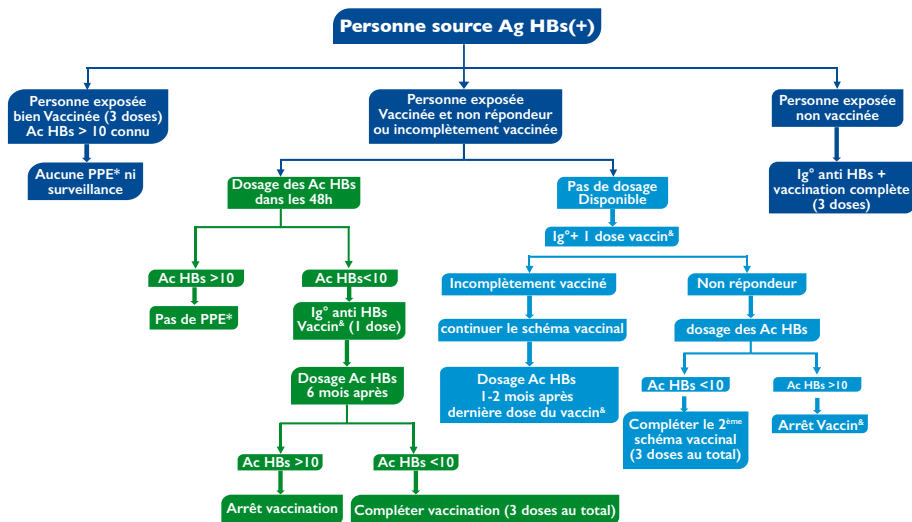 Personne source Ag HBs(+)
Personne exposée
bien Vaccinée (3 doses)
Ac HBs > 10 connu
Personne exposée
Vaccinée et non répondeur
ou incomplètement vaccinée
Personne exposée
non vaccinée
Aucune PPE* ni
surveillance
Ig° anti HBs +
vaccination complète
(3 doses)
Dosage des Ac HBs
dans les 48h
Pas de dosage
Disponible
Ig°+ 1 dose vaccin&
Ac HBs >10
Ac HBs<10
Incomplètement vacciné
Non répondeur
Pas de PPE*
Ig° anti HBs
Vaccin& (1 dose)
continuer le schéma vaccinal
dosage des Ac HBs
Dosage Ac HBs
6 mois après
Dosage Ac HBs
1-2 mois après
dernière dose du vaccin&
Ac HBs <10
Ac HBs >10
Compléter le 2ème
schéma vaccinal
(3 doses au total)
Arrêt Vaccin&
Ac HBs >10
Ac HBs <10
Arrêt vaccination
Compléter vaccination (3 doses au total)